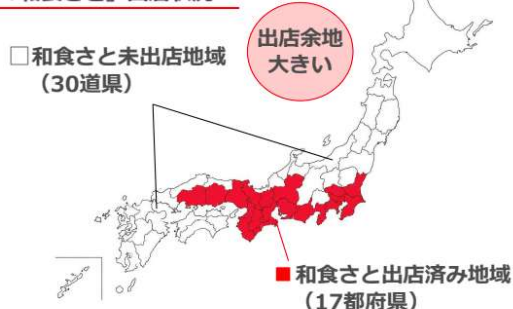 出店余地
大きい
□和食さと未出店地域
（30道県）
■ 和食さと出店済み地域
（17都府県）